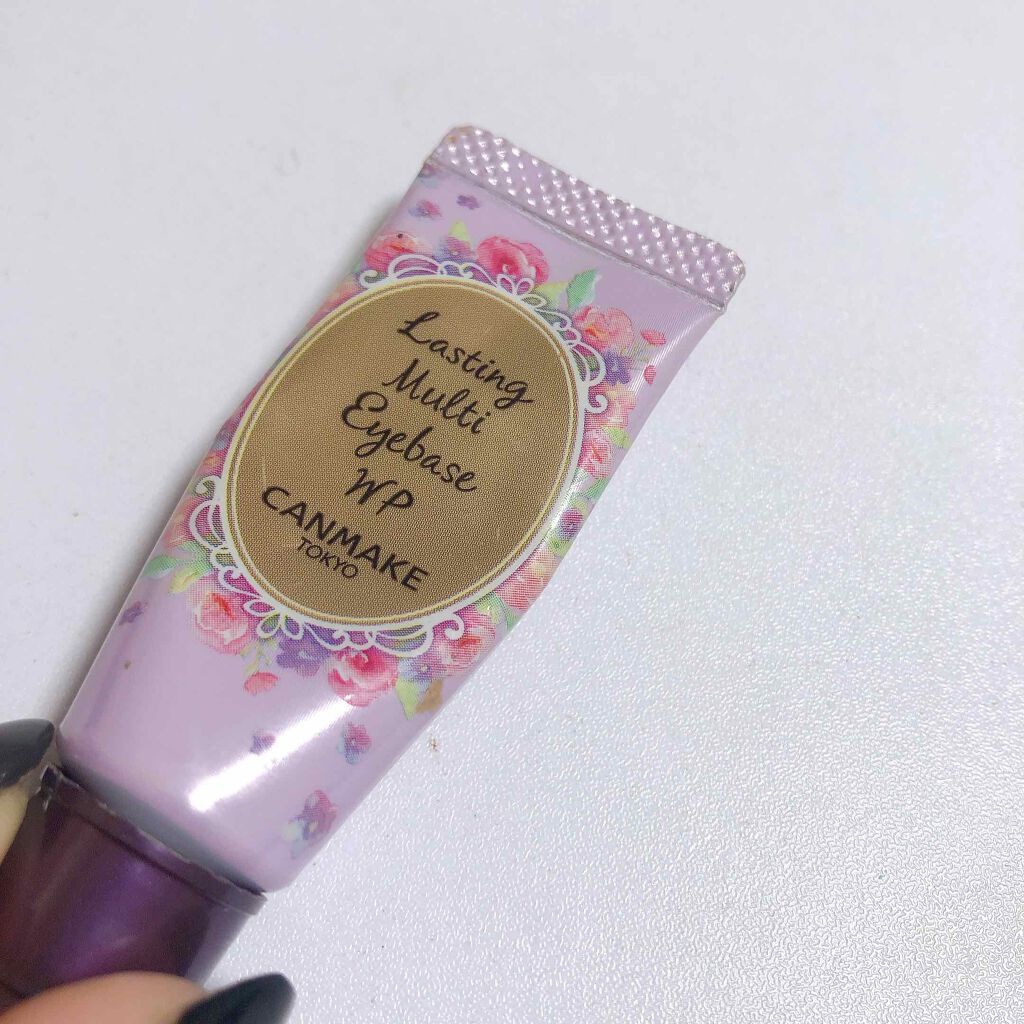 Lasting
Multi
Eyebase
WP
CANMAKE
TOKYO